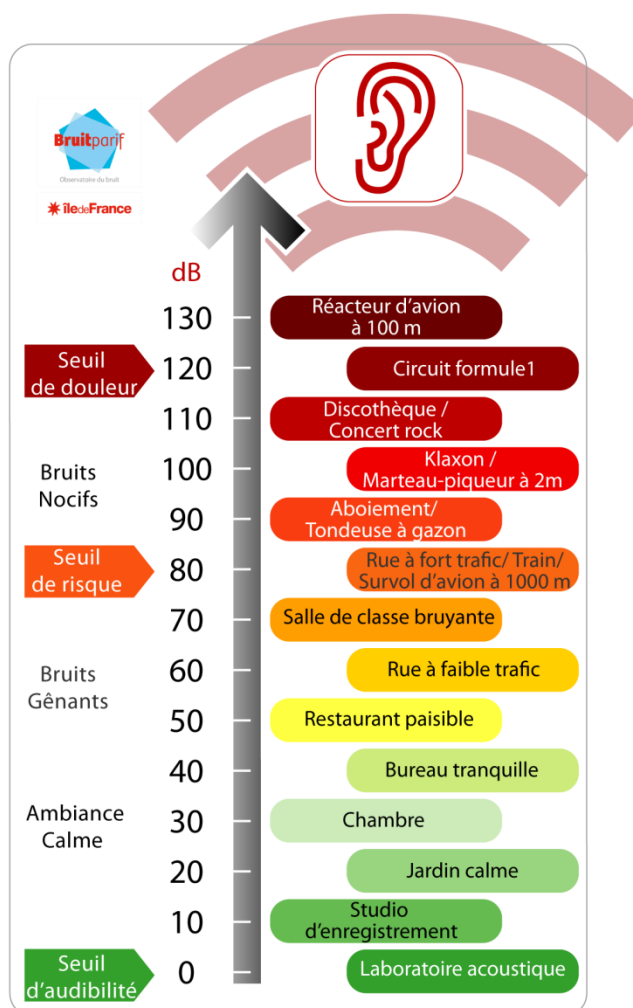 Bruitparif
Observatoire du bruit
îledeFrance
dB
130
Réacteur d'avion
à 100 m
Seuil
de douleur
120
Circuit formule1
110
Discothèque /
Concert rock
Bruits
Nocifs
100
Klaxon /
Marteau-piqueur à 2m
90
Aboiement/
Tondeuse à gazon
Seuil
de risque
80
Rue à fort trafic/ Train/
Survol d'avion à 1000 m
70
Salle de classe bruyante
Bruits
Gênants
60
Rue à faible trafic
50
Restaurant paisible
40
Bureau tranquille
Ambiance
Calme
30
Chambre
20
Jardin calme
10
Studio
d'enregistrement
Seuil
d'audibilité
0
Laboratoire acoustique